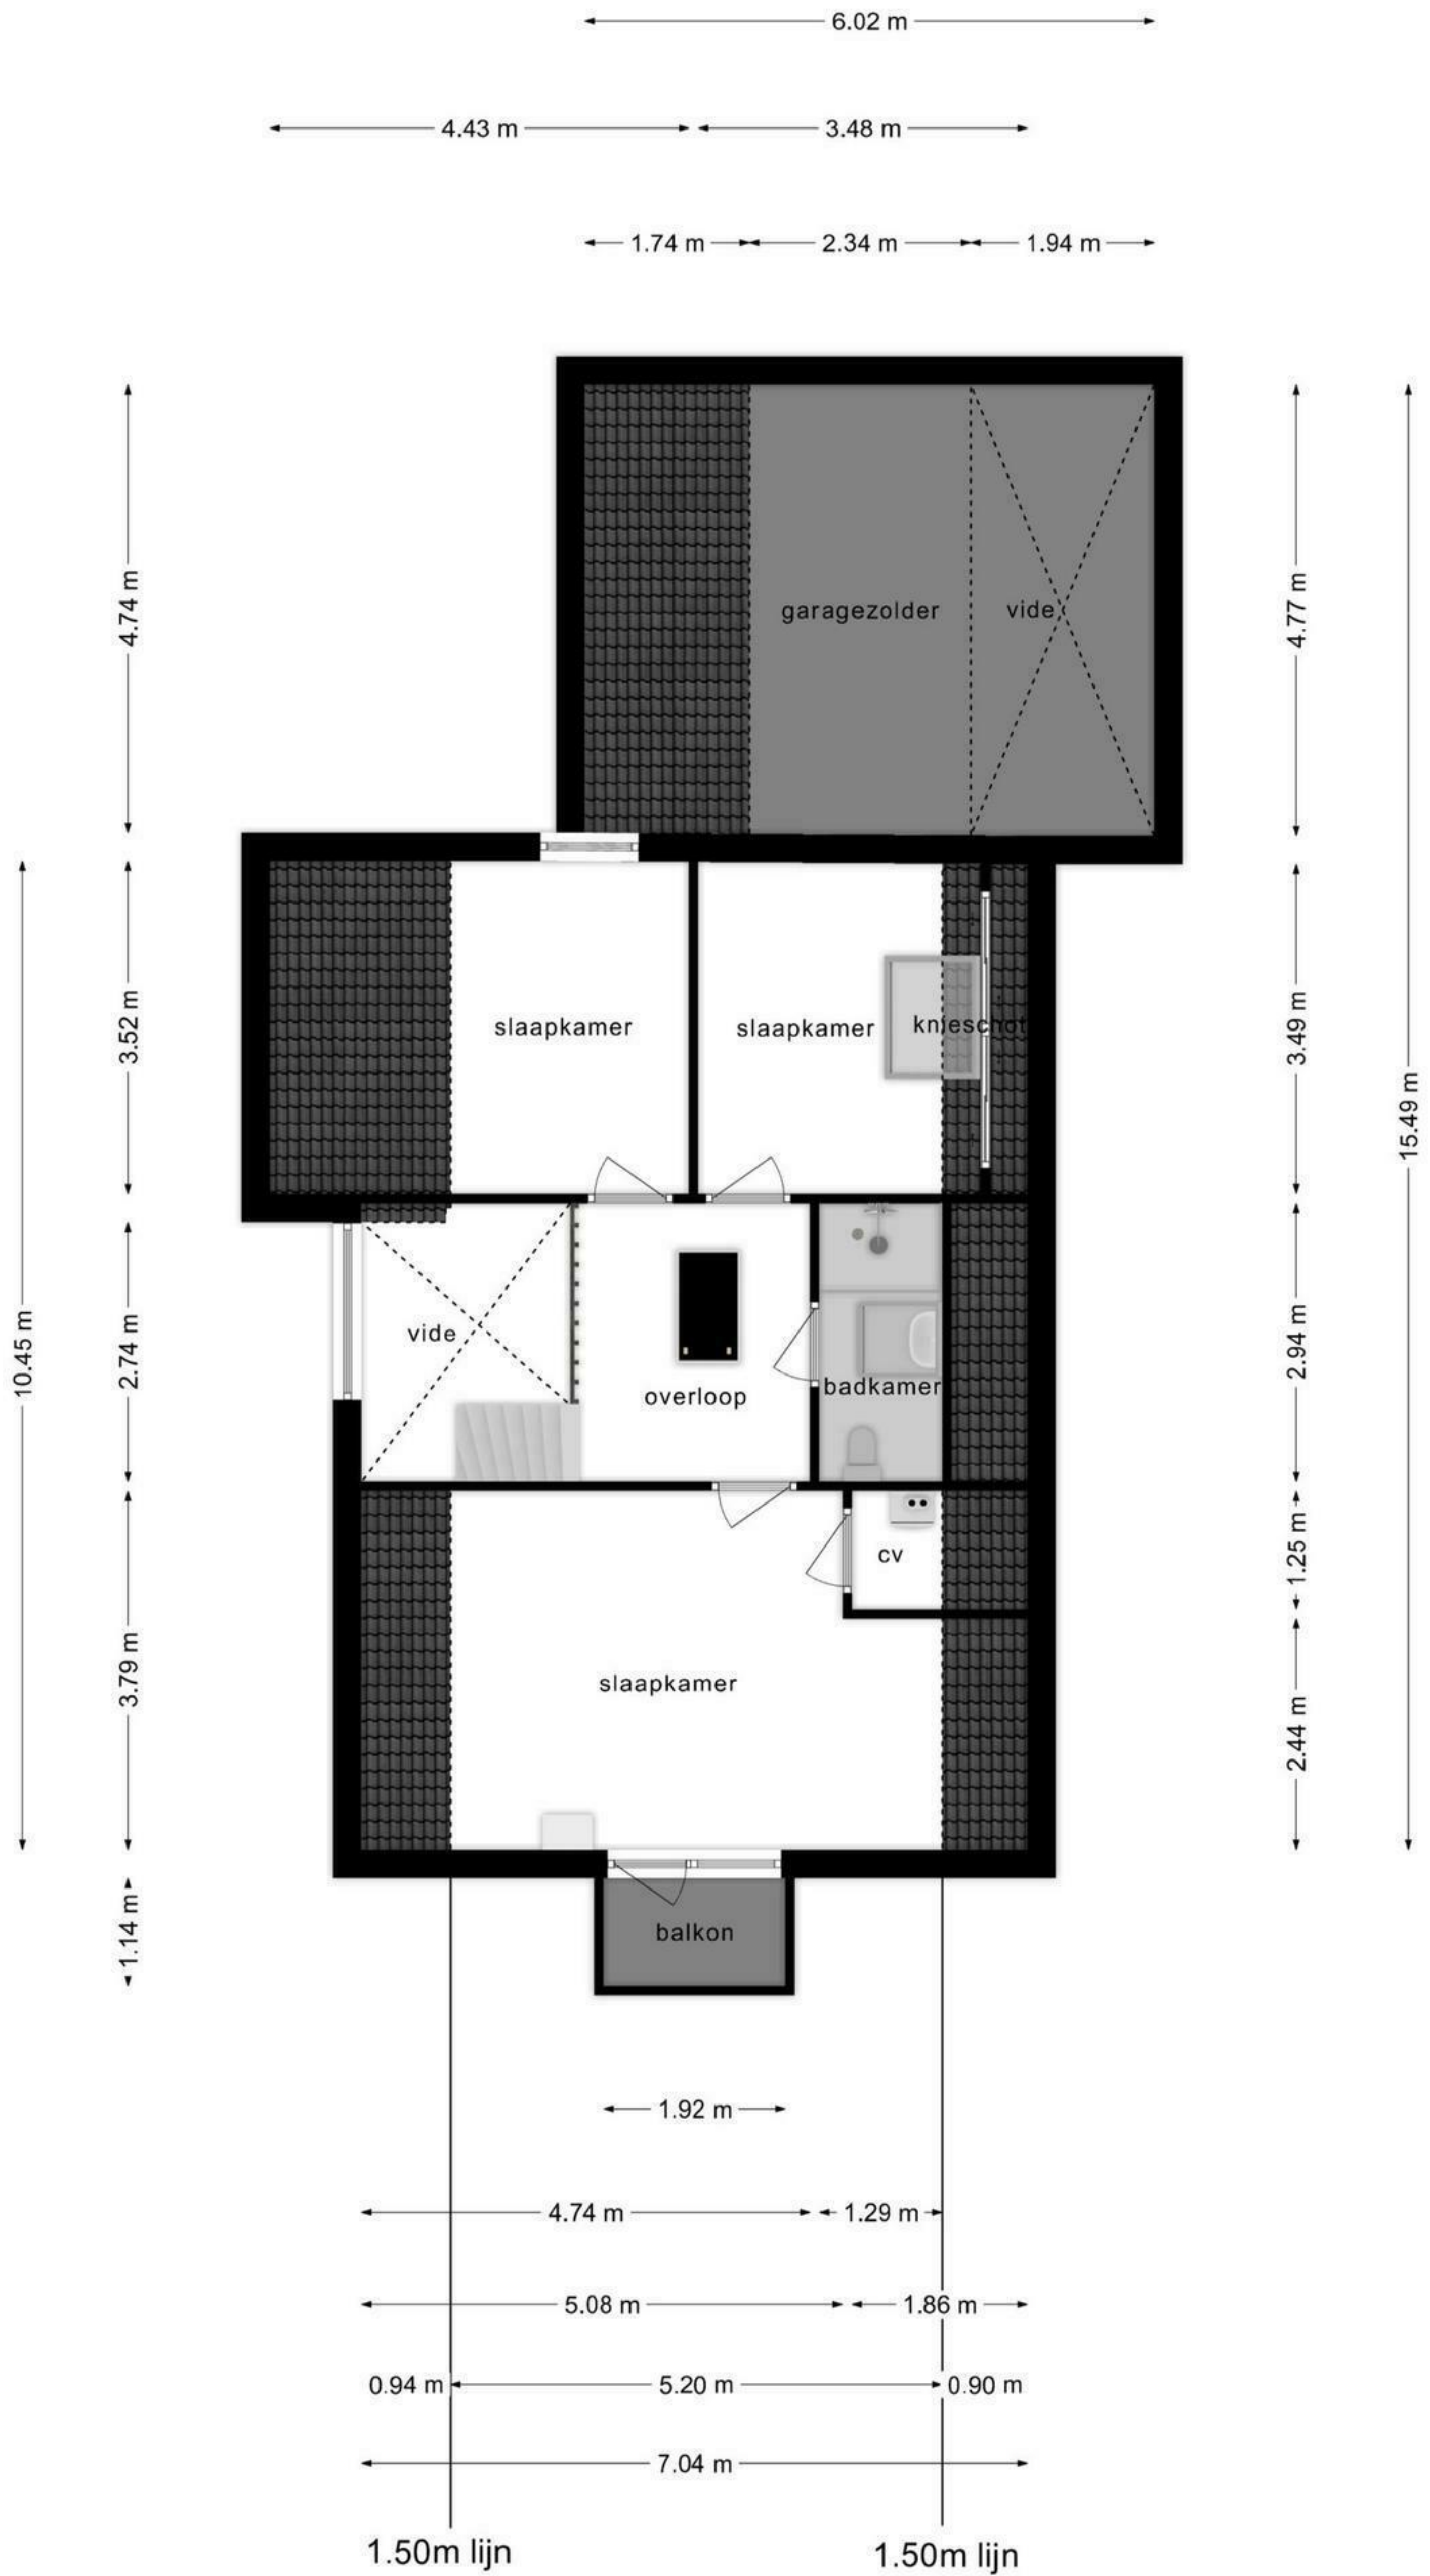 6.02 m
4.43 m 3.48 m
1.74 m 2.34 m 1.94 m
4.74 m
garagezolder vide
4.77 m
3.52 m
slaapkamer slaapkamer knieschot
3.49 m
15.49 m
10.45 m
2.74 m
vide
overloop
badkamer
2.94 m
cv
1.25 m
3.79 m
slaapkamer
2.44 m
1.14 m
balkon
1.92 m
4.74 m 1.29 m
5.08 m 1.86 m
0.94 m 5.20 m 0.90 m
7.04 m
1.50m lijn 1.50m lijn